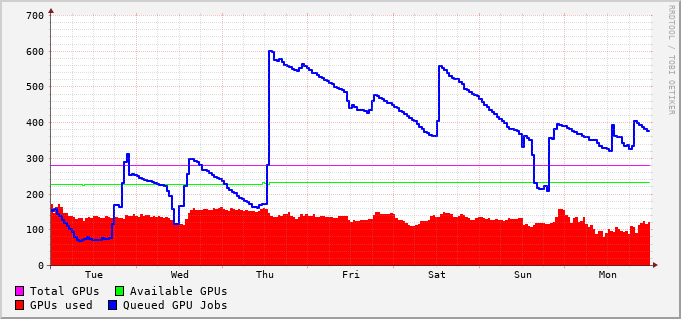 700
600
500
400
300
200
100
0
Tue Wed Thu Fri Sat Sun Mon
Total GPUs Available GPUs
GPUs used Queued GPU Jobs
RRDTOOL / TOBI OETIKER